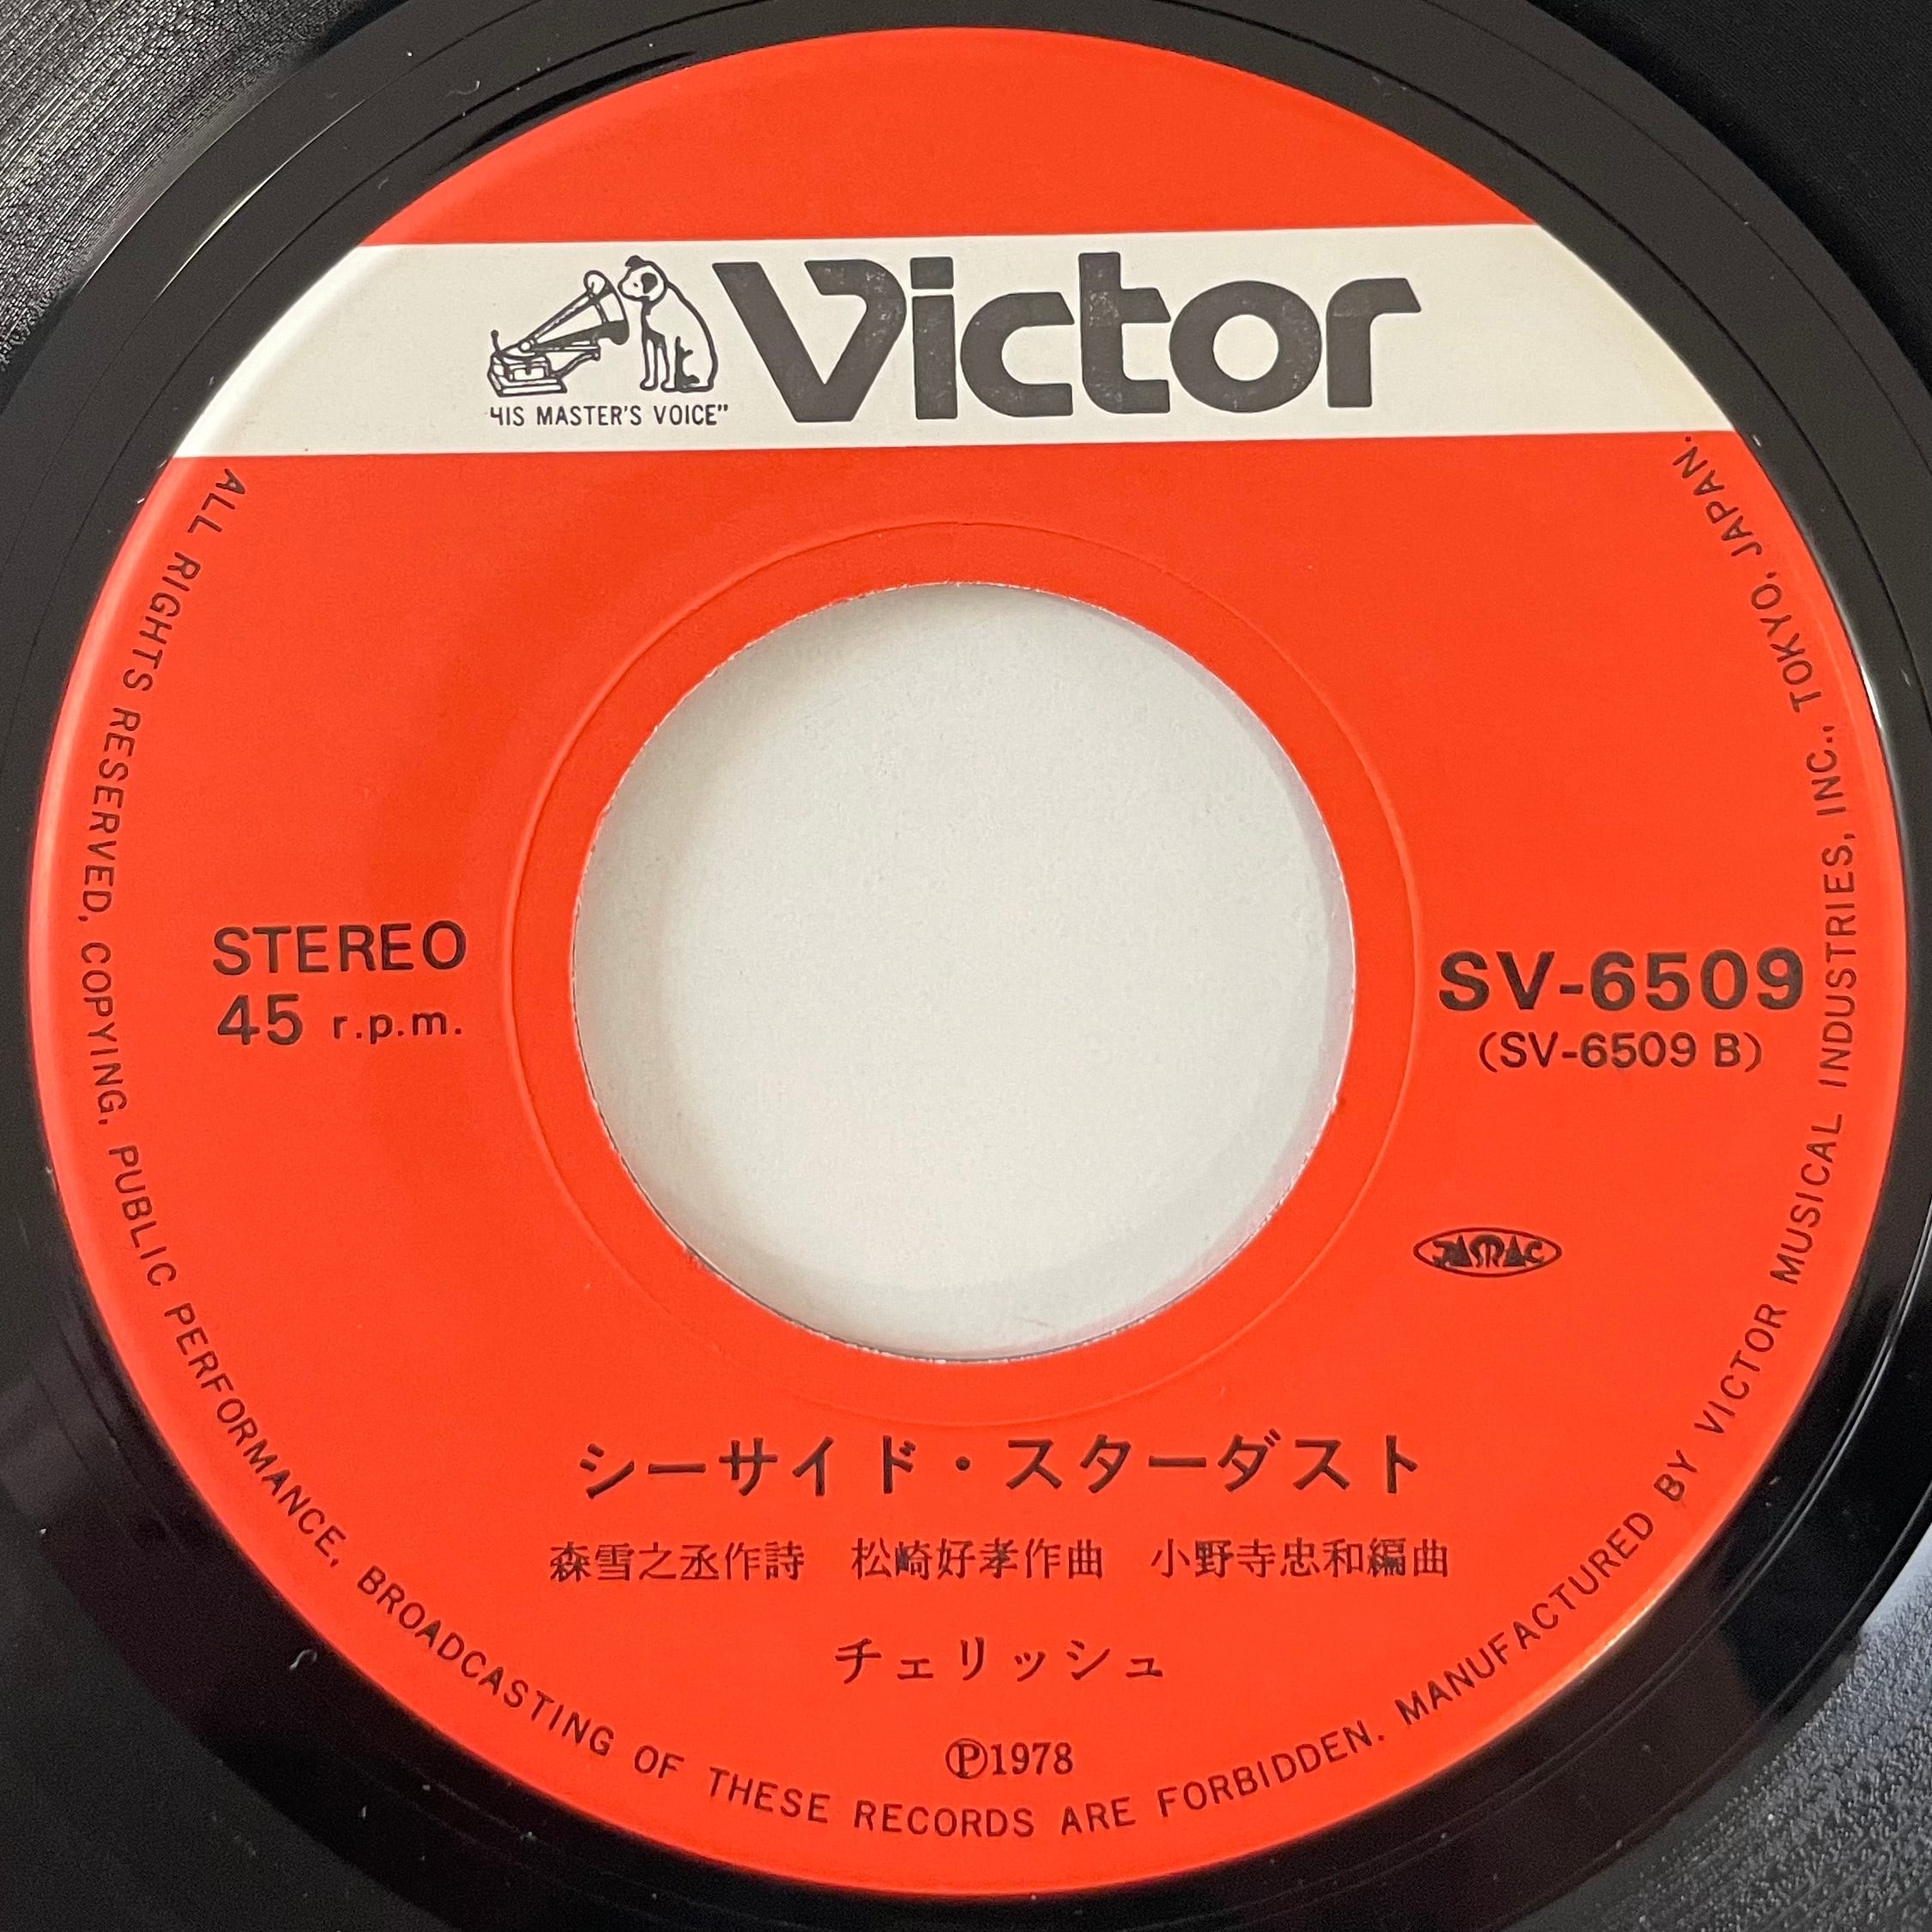 Victor
HIS MASTER'S VOICE"
STEREO
45 r.p.m.
SV-6509
(SV-6509 B)
JASRAC
シーサイド・スターダスト
森雪之丞作詩 松崎好孝作曲 小野寺忠和編曲
チェリッシュ
Ⓟ1978
ALL RIGHTS RESERVED, COPYING, PUBLIC PERFORMANCE, BROADCASTING OF THESE RECORDS ARE FORBIDDEN. MANUFACTURED BY VICTOR MUSICAL INDUSTRIES, INC., TOKYO, JAPAN.